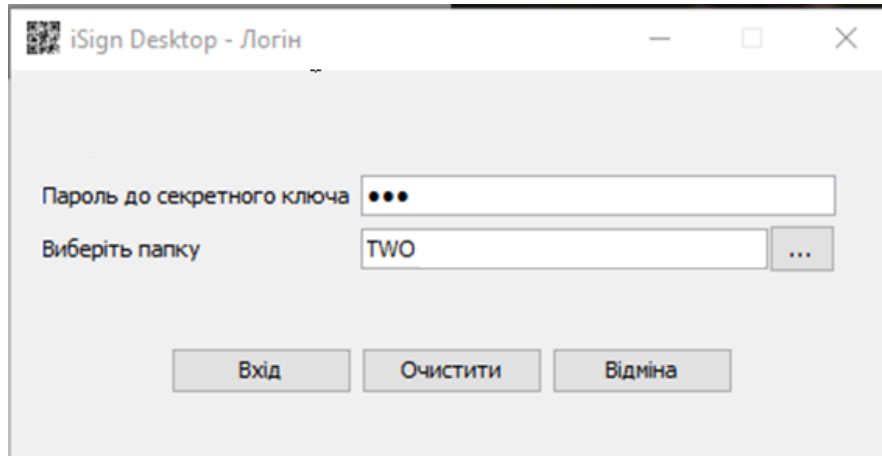 iSign Desktop - Логін
Пароль до секретного ключа ●●●
Виберіть папку TWO ...
Вхід Очистити Відміна